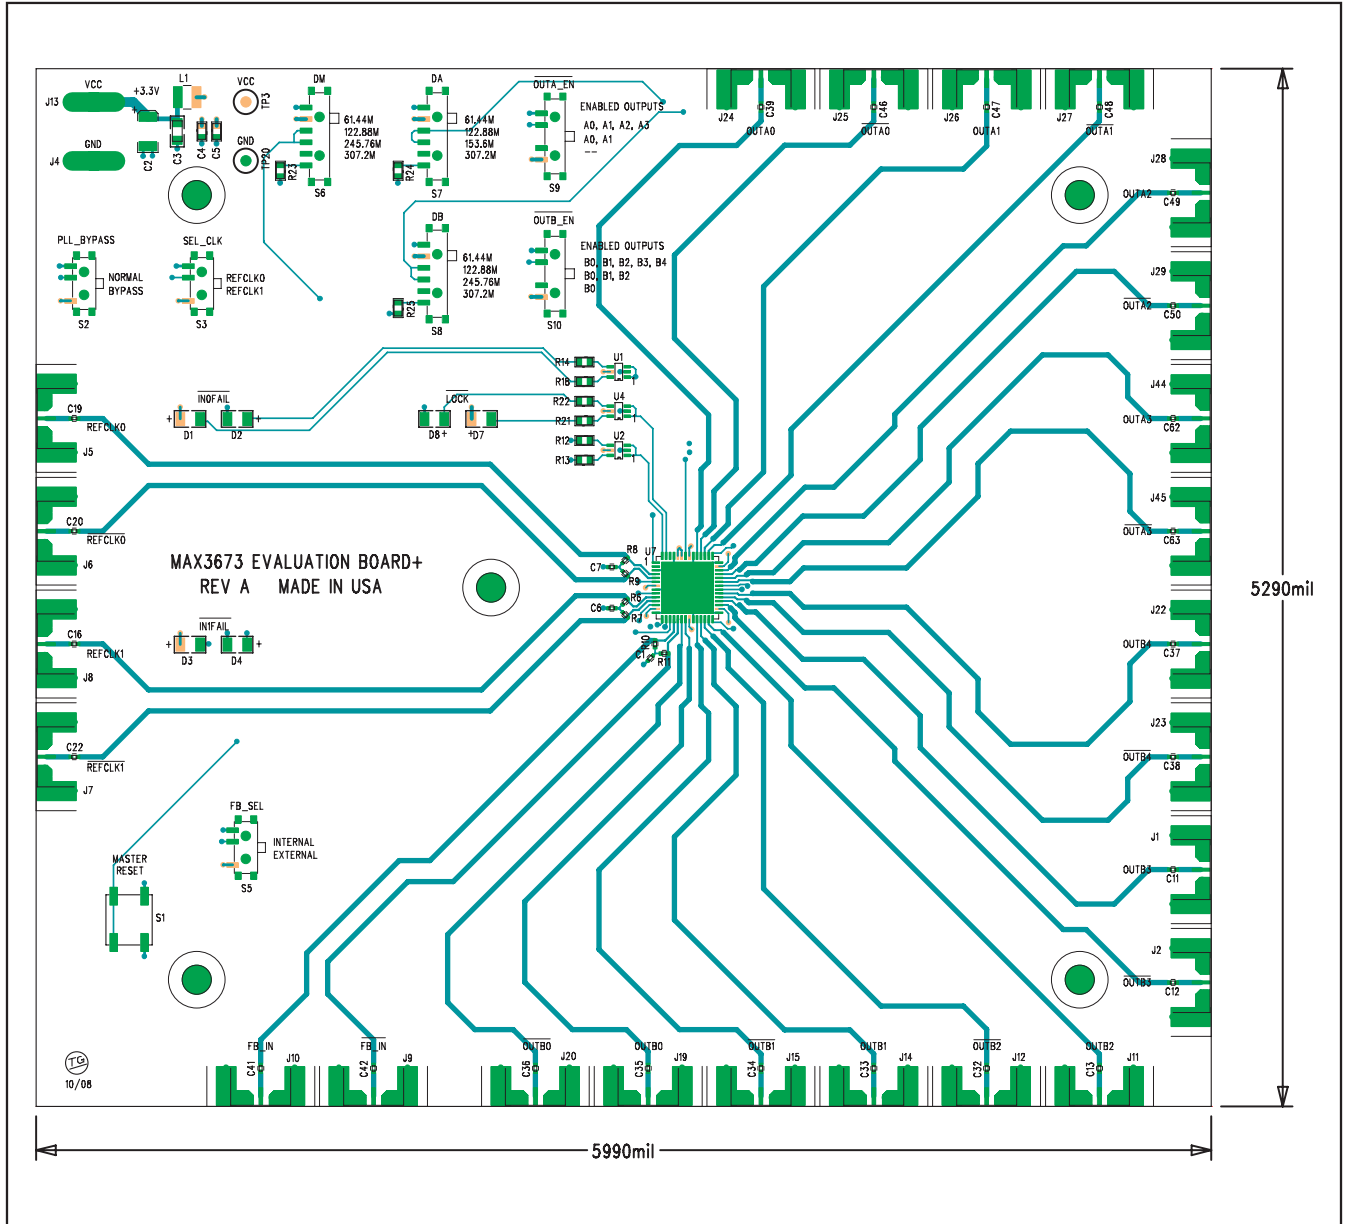 VCC
J13
+3.3V
+
L1
VCC
TP3
GND
J4
C2
C3
C4
C5
GND
TP20
DM
61.44M
122.88M
245.76M
307.2M
R23
S6
DA
61.44M
122.88M
153.6M
307.2M
R24
S7
OUTA_EN
ENABLED OUTPUTS
A0, A1, A2, A3
A0, A1
--
S9
DB
61.44M
122.88M
245.76M
307.2M
R25
S8
OUTB_EN
ENABLED OUTPUTS
B0, B1, B2, B3, B4
B0, B1, B2
B0
S10
PLL_BYPASS
NORMAL
BYPASS
S2
SEL_CLK
REFCLK0
REFCLK1
S3
J24
C39
OUTA0
J25
C46
OUTA0
J26
C47
OUTA1
J27
C48
OUTA1
J28
OUTA2
C49
J29
OUTA2
C50
J44
OUTA3
C62
J45
OUTA3
C63
J22
OUTB4
C37
J23
OUTB4
C38
J1
OUTB3
C11
J2
OUTB3
C12
R14
U1
R18
1
R22
U4
R21
1
R12
U2
R13
1
IN0FAIL
+
D1
D2
+
LOCK
D8+
+D7
C19
REFCLK0
J5
C20
REFCLK0
J6
MAX3673 EVALUATION BOARD+
REV A MADE IN USA
C7
R8
R9
C6
R6
R7
U7
1
R10
C1
R11
IN1FAIL
+
D3
D4
+
C16
REFCLK1
J8
C22
REFCLK1
J7
FB_SEL
INTERNAL
EXTERNAL
S5
MASTER
RESET
S1
TG
10/08
FB_IN
C41
J10
FB_IN
C42
J9
OUTB0
C36
J20
OUTB0
C35
J19
OUTB1
C34
J15
OUTB1
C33
J14
OUTB2
C32
J12
OUTB2
C13
J11
5290mil
5990mil